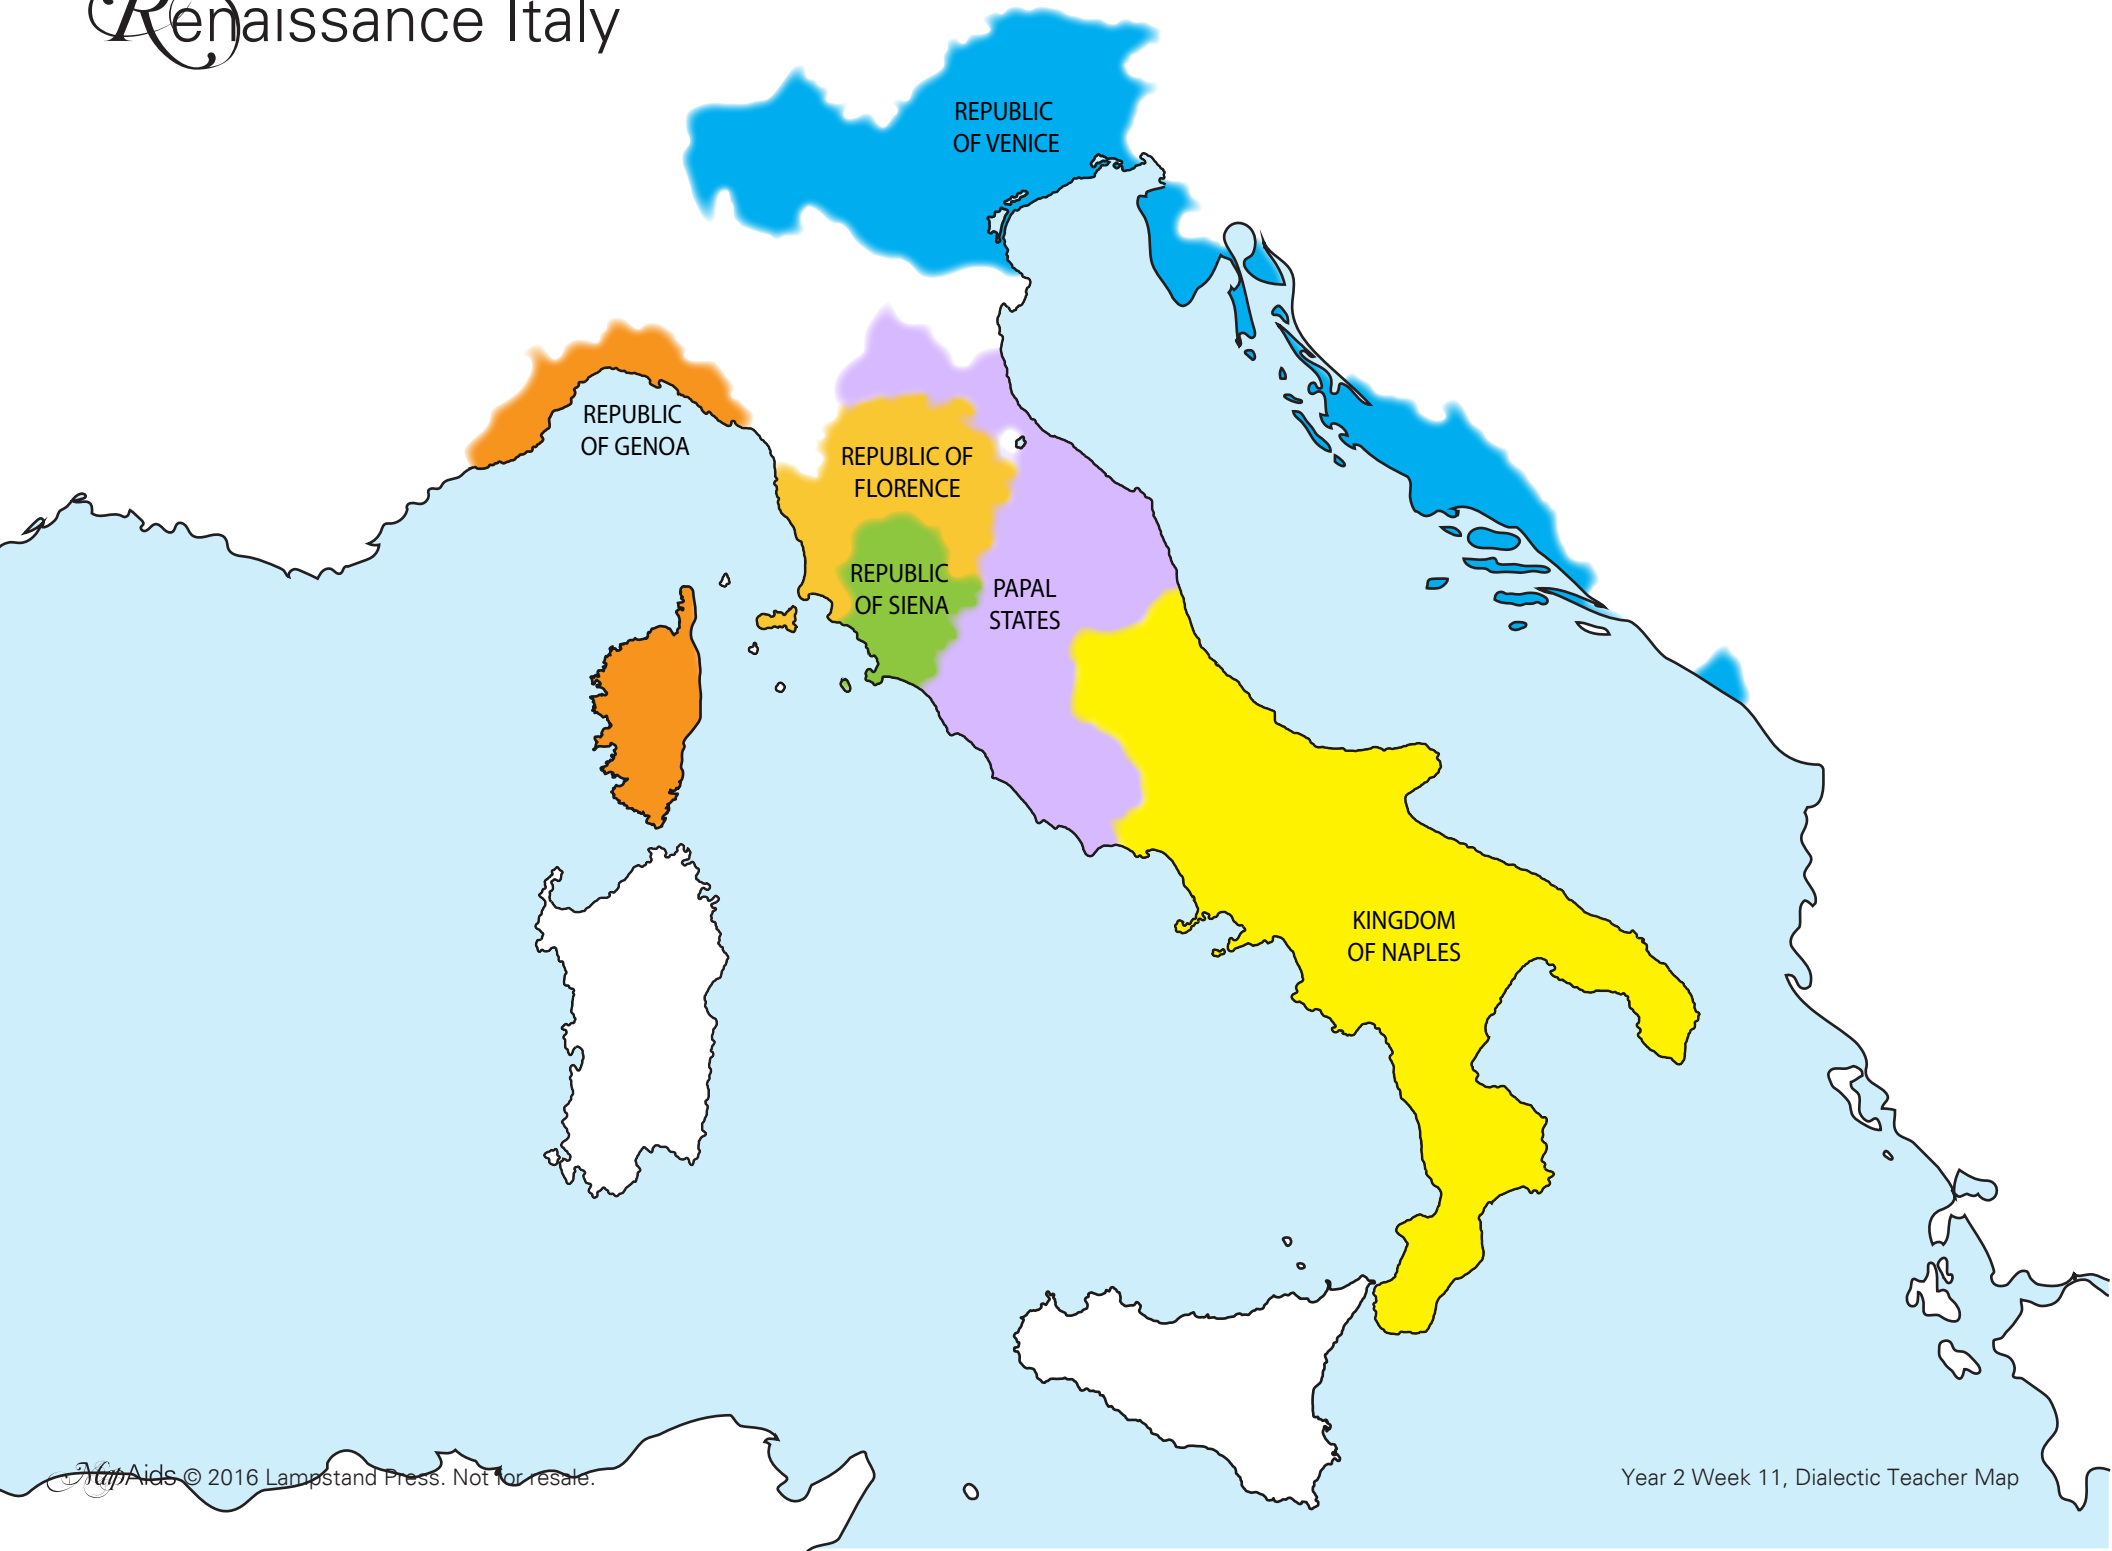 Renaissance Italy
REPUBLIC
OF VENICE
REPUBLIC
OF GENOA
REPUBLIC OF
FLORENCE
REPUBLIC
OF SIENA
PAPAL
STATES
KINGDOM
OF NAPLES
MapAids © 2016 Lampstand Press. Not for resale.
Year 2 Week 11, Dialectic Teacher Map